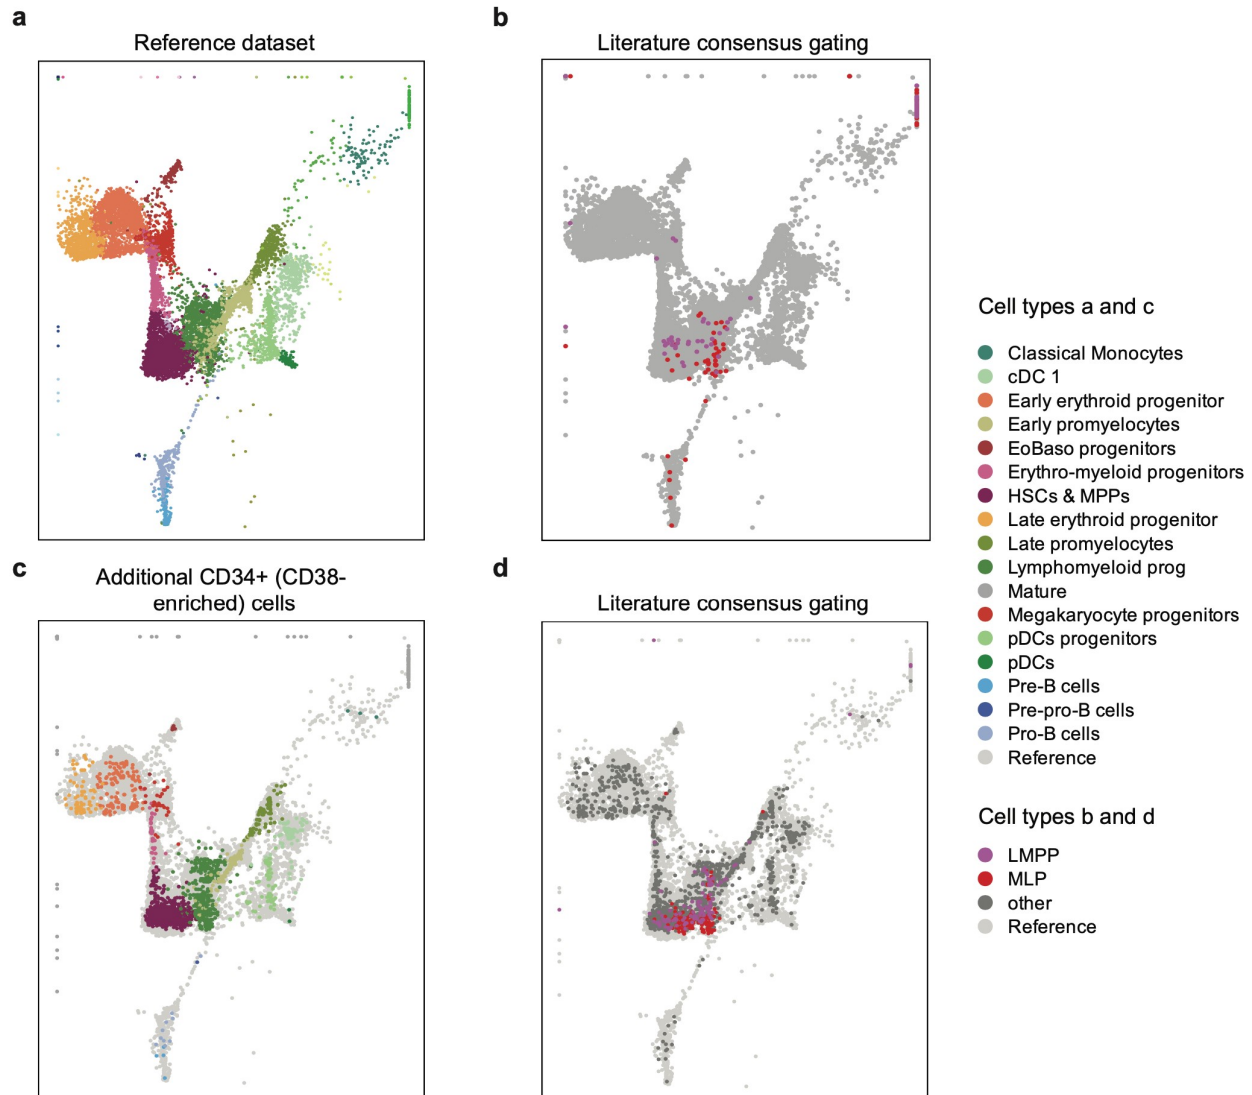 a
Reference dataset
b
Literature consensus gating
c
Additional CD34+ (CD38-
enriched) cells
d
Literature consensus gating
Cell types a and c
Classical Monocytes
cDC 1
Early erythroid progenitor
Early promyelocytes
EoBaso progenitors
Erythro-myeloid progenitors
HSCs & MPPs
Late erythroid progenitor
Late promyelocytes
Lymphomyeloid prog
Mature
Megakaryocyte progenitors
pDCs progenitors
pDCs
Pre-B cells
Pre-pro-B cells
Pro-B cells
Reference
Cell types b and d
LMPP
MLP
other
Reference